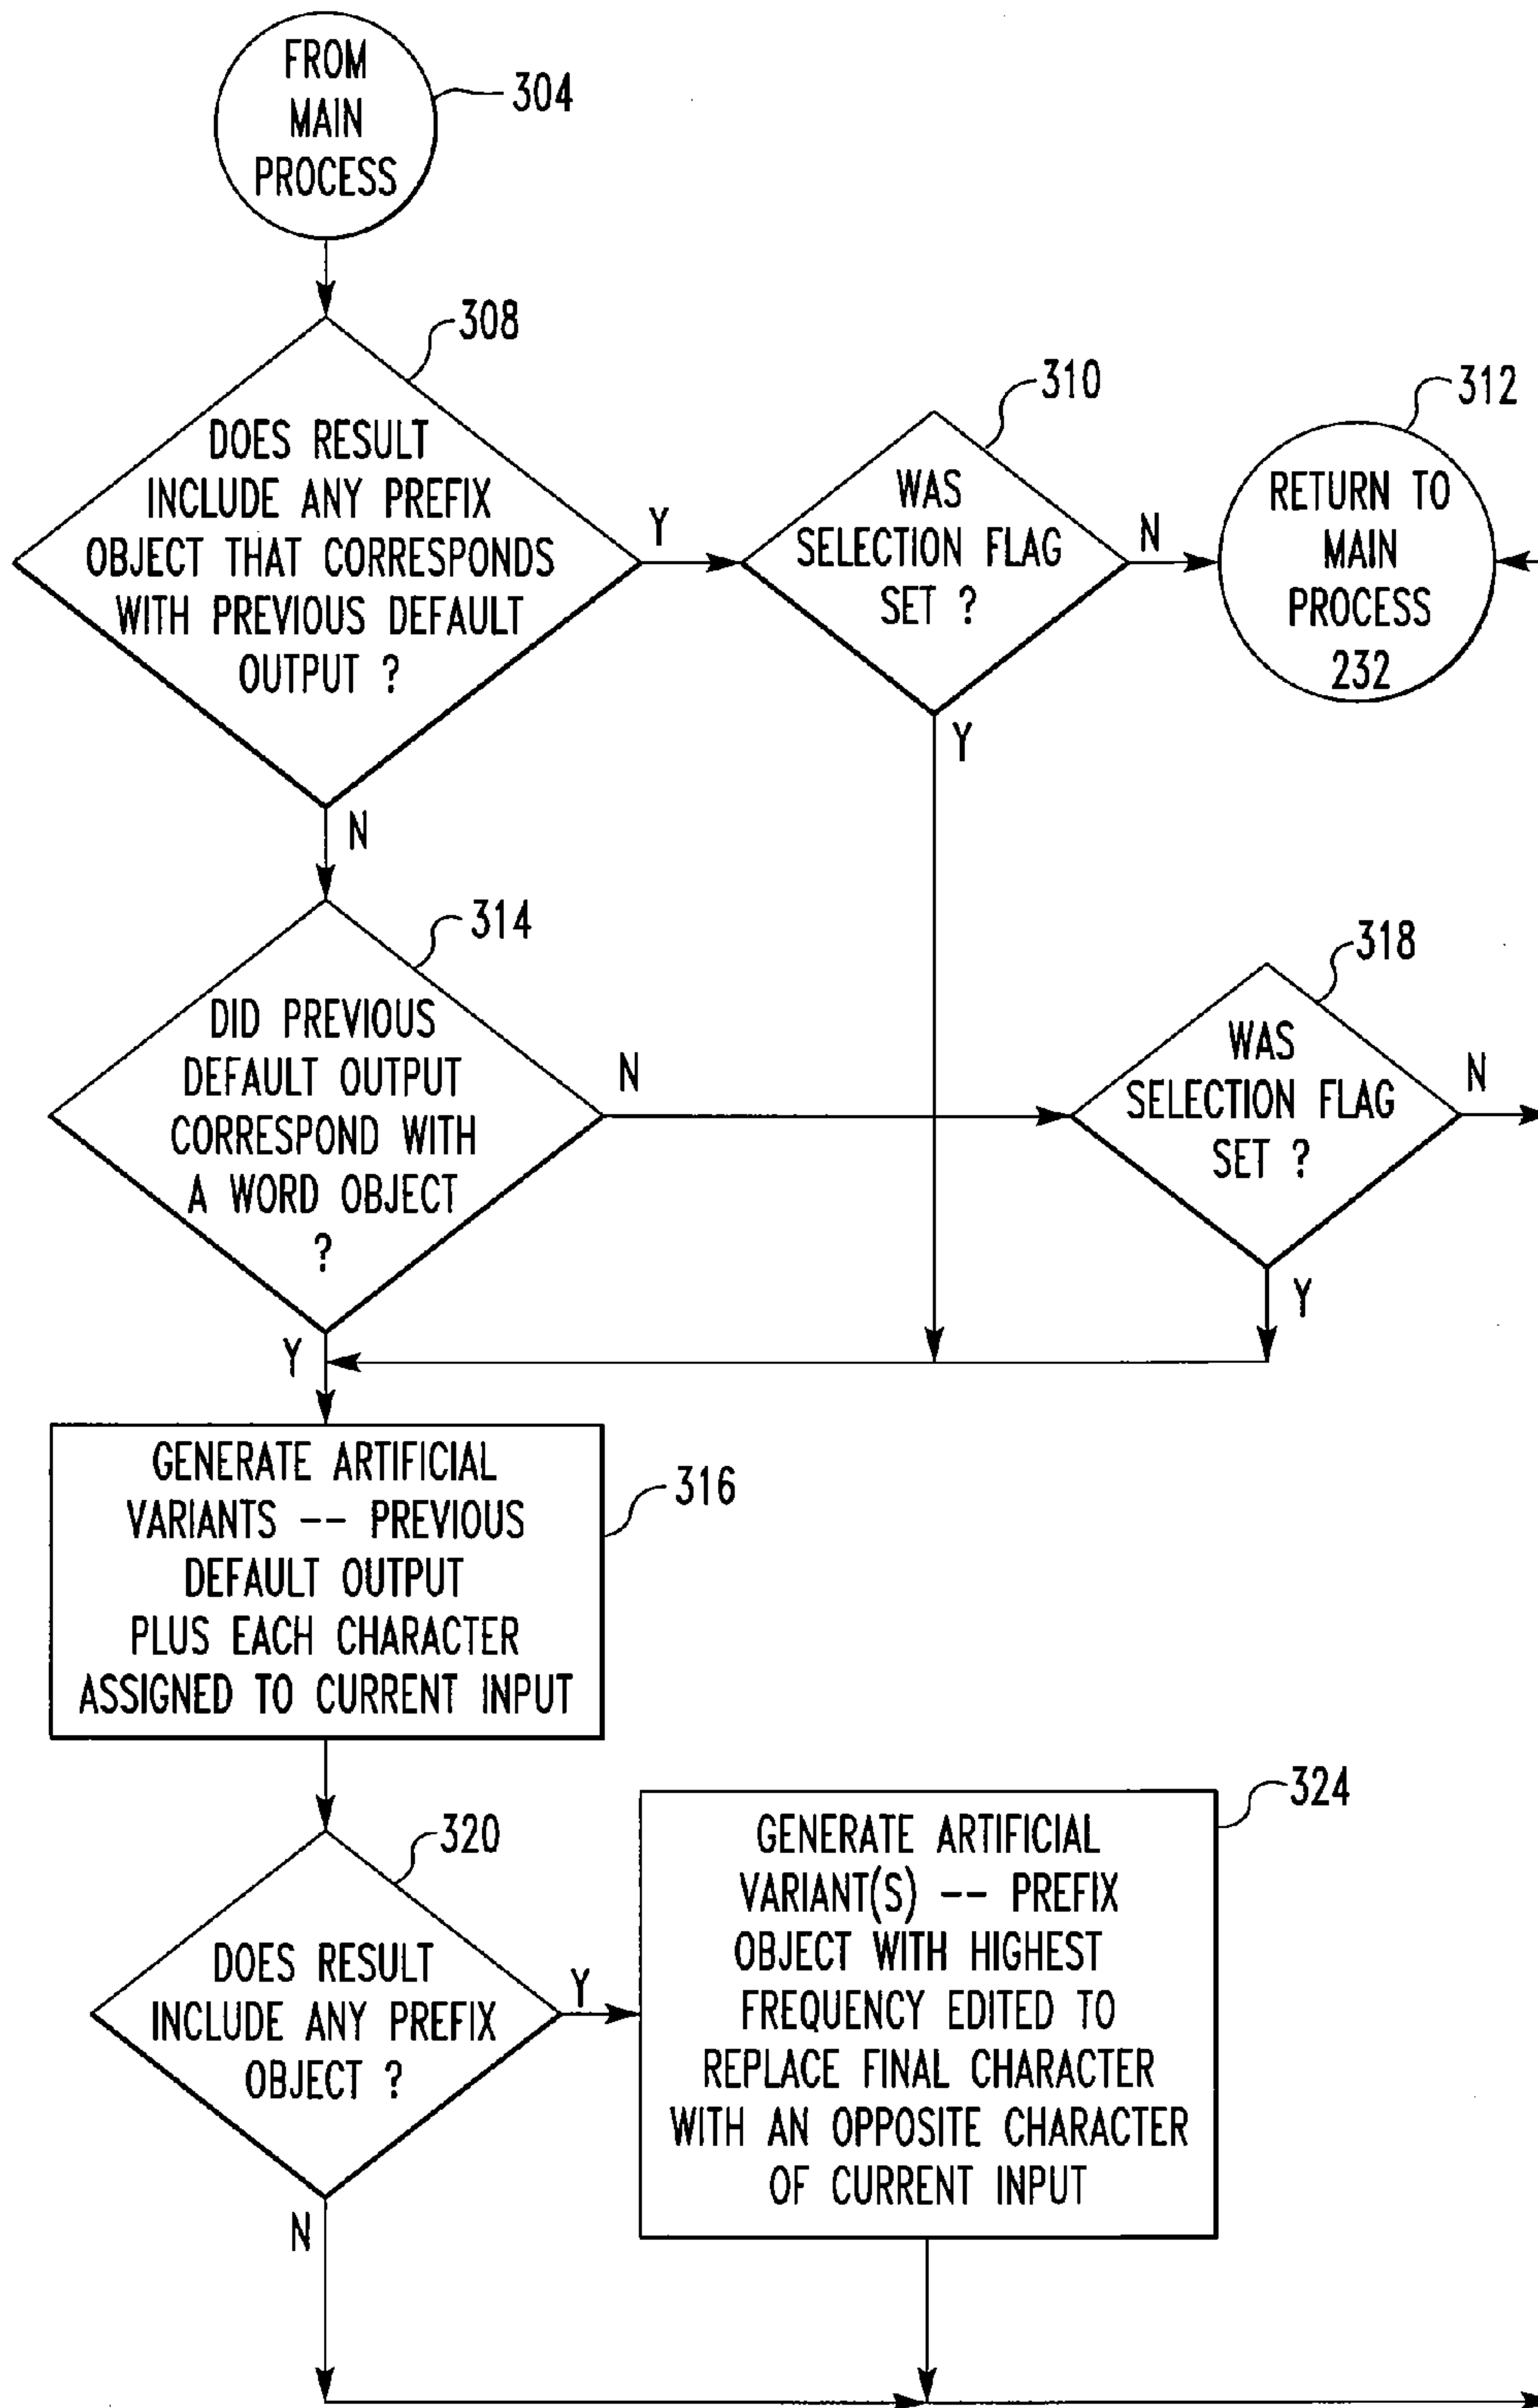 FROM
MAIN
PROCESS
304
308
DOES RESULT
INCLUDE ANY PREFIX
OBJECT THAT CORRESPONDS
WITH PREVIOUS DEFAULT
OUTPUT ?
Y
N
310
WAS
SELECTION FLAG
SET ?
N
Y
312
RETURN TO
MAIN
PROCESS
232
314
DID PREVIOUS
DEFAULT OUTPUT
CORRESPOND WITH
A WORD OBJECT
?
N
Y
318
WAS
SELECTION FLAG
SET ?
N
Y
GENERATE ARTIFICIAL
VARIANTS -- PREVIOUS
DEFAULT OUTPUT
PLUS EACH CHARACTER
ASSIGNED TO CURRENT INPUT
316
320
DOES RESULT
INCLUDE ANY PREFIX
OBJECT ?
Y
N
324
GENERATE ARTIFICIAL
VARIANT(S) -- PREFIX
OBJECT WITH HIGHEST
FREQUENCY EDITED TO
REPLACE FINAL CHARACTER
WITH AN OPPOSITE CHARACTER
OF CURRENT INPUT